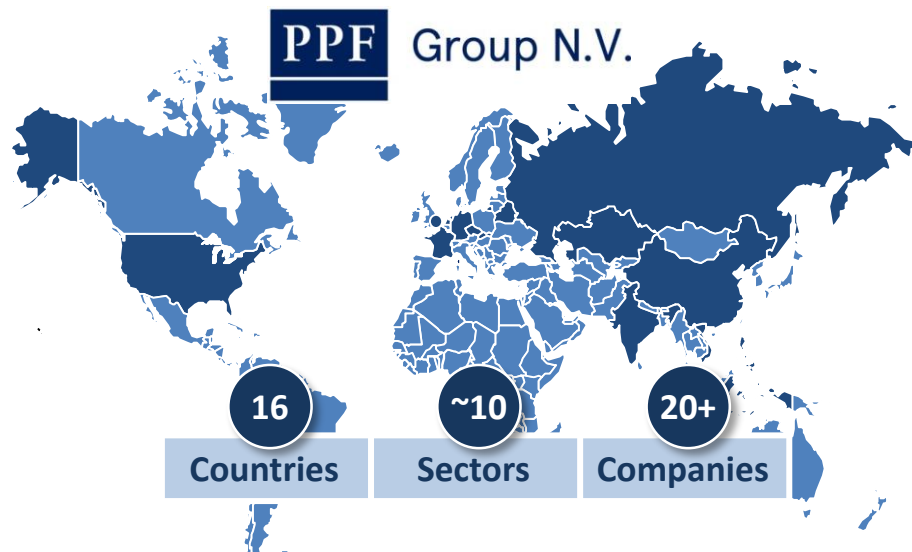 PPF Group N.V.
16 ~10 20+
Countries Sectors Companies